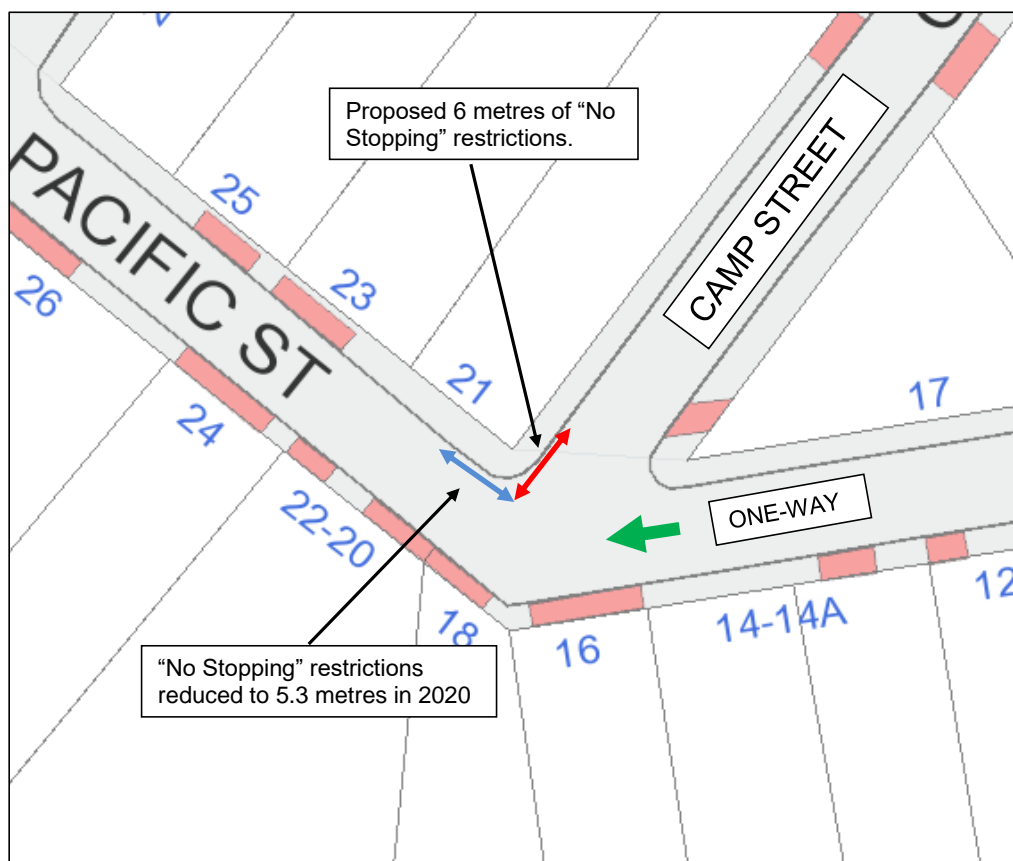 Proposed 6 metres of “No
Stopping” restrictions.
CAMP STREET
25
PACIFIC ST
23
26
21
17
24
ONE-WAY
22-20
18
16
14-14A
12
“No Stopping” restrictions
reduced to 5.3 metres in 2020